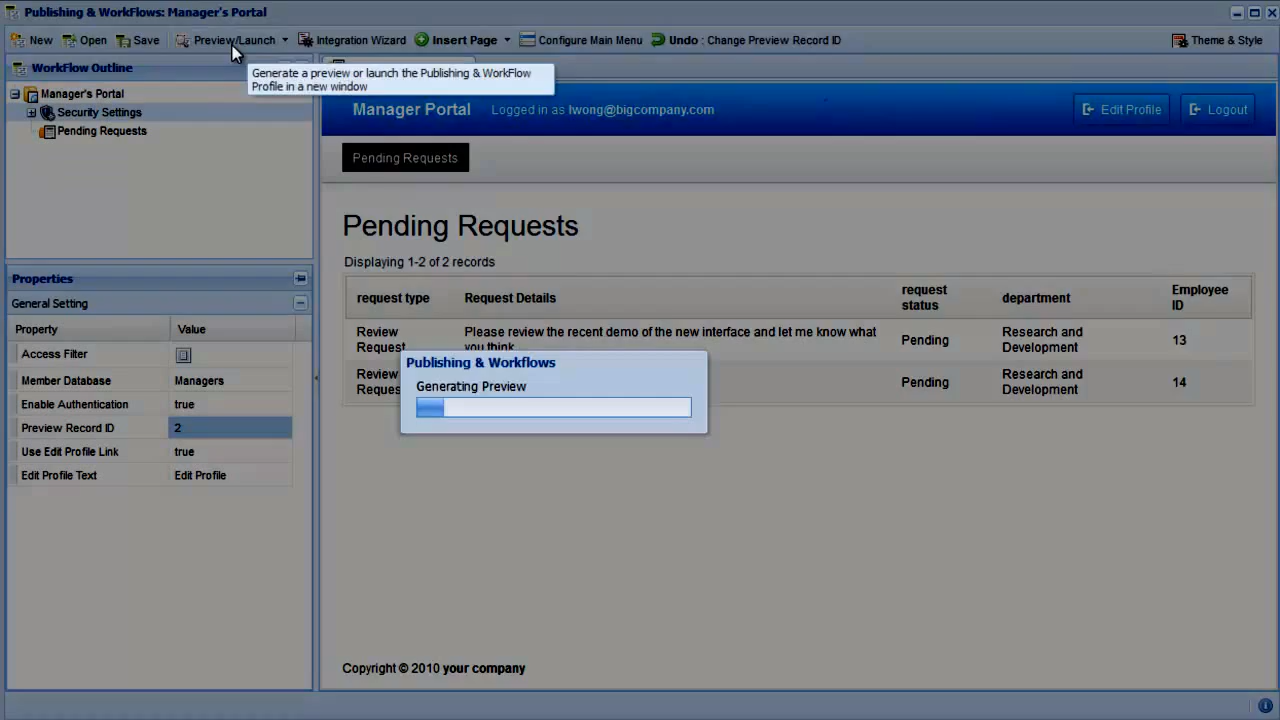 Publishing & WorkFlows: Manager's Portal
New Open Save Preview/Launch Integration Wizard Insert Page Configure Main Menu Undo : Change Preview Record ID Theme & Style
WorkFlow Outline
Generate a preview or launch the Publishing & WorkFlow
Profile in a new window
Manager's Portal
Security Settings
Pending Requests
Manager Portal Logged in as lwong@bigcompany.com Edit Profile Logout
Pending Requests
Pending Requests
Displaying 1-2 of 2 records
request type Request Details request status department Employee ID
Review Request Please review the recent demo of the new interface and let me know what
you think Pending Research and Development 13
Review Pending Research and Development 14
Publishing & Workflows
Generating Preview
Properties
General Setting
Property Value
Access Filter
Member Database Managers
Enable Authentication true
Preview Record ID 2
Use Edit Profile Link true
Edit Profile Text Edit Profile
Copyright © 2010 your company